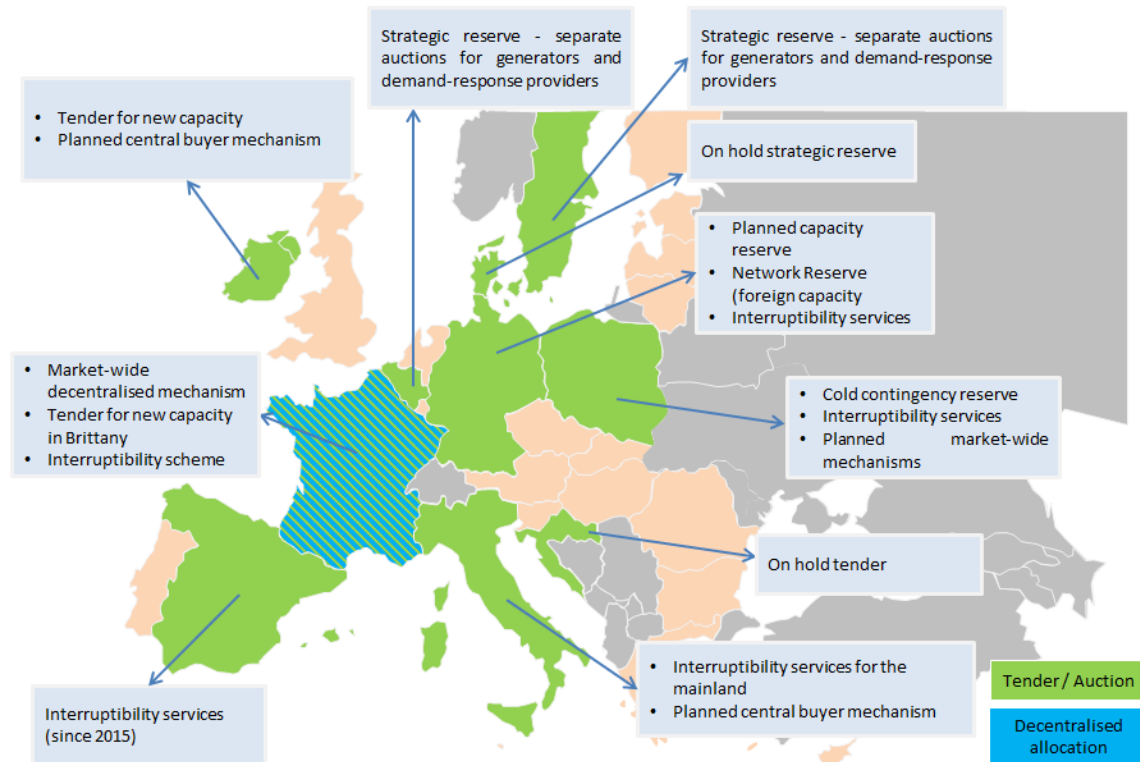 Strategic reserve - separate
auctions for generators and
demand-response providers
Strategic reserve - separate auctions
for generators and demand-response
providers
• Tender for new capacity
• Planned central buyer mechanism
On hold strategic reserve
• Planned capacity
reserve
• Network Reserve
(foreign capacity
• Interruptibility services
• Market-wide
decentralised mechanism
• Tender for new capacity
in Brittany
• Interruptibility scheme
• Cold contingency reserve
• Interruptibility services
• Planned market-wide
mechanisms
On hold tender
• Interruptibility services for the
mainland
• Planned central buyer mechanism
Interruptibility services
(since 2015)
Tender / Auction
Decentralised
allocation